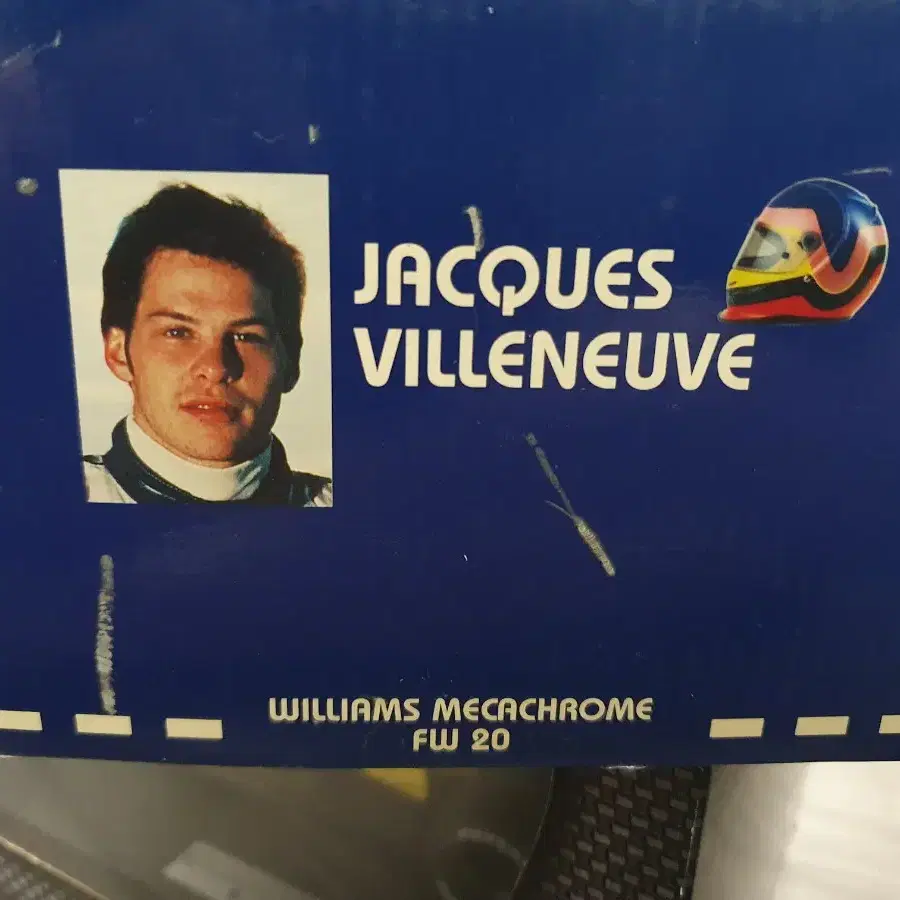 JACQUES
VILLENEUVE
WILLIAMS MECACHROME
FW 20